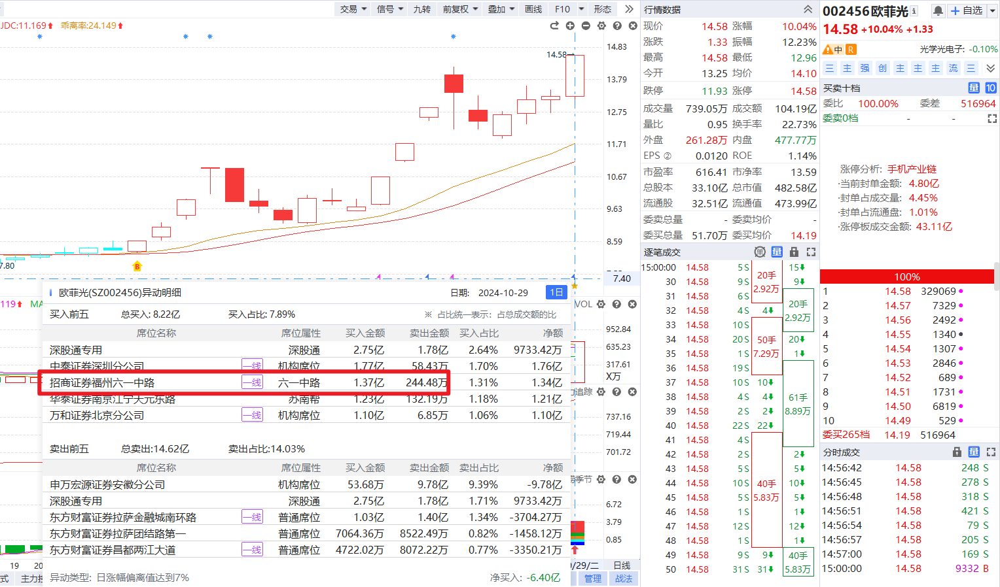 交易 信号 九转 前复权 叠加 画线 F10 形态
JDC:11.169 乖离率:24.149
14.83
14.58
13.79
12.75
11.71
10.67
9.63
8.59
7.80
B
7.40
119 MA
VOL
952.84
635.23
317.61
X万
追踪
737.16
719.44
701.72
季节
6.72
3.79
0.85
19 20
/29/二 日线
式 主力控
管理 战法
欧菲光(SZ002456)异动明细 日期: 2024-10-29 1日
买入前五 总买入: 8.22亿 买入占比: 7.89% ※ 占比统一表示: 占总成交额的比
席位名称 席位属性 买入金额 卖出金额 买入占比 净额
深股通专用 深股通 2.75亿 1.78亿 2.64% 9733.42万
中泰证券深圳分公司 一线 机构席位 1.77亿 58.43万 1.70% 1.76亿
招商证券福州六一中路 一线 六一中路 1.37亿 244.48万 1.31% 1.34亿
华泰证券南京江宁天元东路 苏南帮 1.23亿 132.19万 1.18% 1.21亿
万和证券北京分公司 一线 机构席位 1.10亿 6.85万 1.06% 1.10亿
卖出前五 总卖出:14.62亿 卖出占比:14.03%
席位名称 席位属性 买入金额 卖出金额 卖出占比 净额
申万宏源证券安徽分公司 机构席位 53.68万 9.78亿 9.39% -9.78亿
深股通专用 深股通 2.75亿 1.78亿 1.71% 9733.42万
东方财富证券拉萨金融城南环路 一线 普通席位 1.03亿 1.40亿 1.34% -3704.27万
东方财富证券拉萨团结路第一 普通席位 7064.36万 8522.49万 0.82% -1458.12万
东方财富证券昌都两江大道 一线 普通席位 4722.02万 8072.22万 0.77% -3350.21万
异动类型: 日涨幅偏离值达到7% 净买入: -6.40亿
行情数据
现价 14.58 涨幅 10.04%
涨跌 1.33 振幅 12.23%
最高 14.58 最低 12.96
今开 13.25 均价 14.10
跌停 11.93 涨停 14.58
成交量 739.05万 成交额 104.19亿
量比 0.95 换手率 22.73%
外盘 261.28万 内盘 477.77万
EPS ② 0.0120 ROE 1.14%
市盈率 616.41 市净率 13.59
总股本 33.10亿 总市值 482.58亿
流通股 32.51亿 流通值 473.99亿
委卖总量 - 委卖均价 -
委买总量 51.70万 委买均价 14.19
逐笔成交 单 量
15:00:00 14.58 5 S 15
30 14.58 9 S 9
31 14.58 6 S
32 14.58 4 S 4
33 14.58 10 S
34 14.58 20 S 20
35 14.58 1 S 1
36 14.58 19 S
37 14.58 10 S 10
38 14.58 4 S 4
39 14.58 2 S 2
40 14.58 22 S 22
41 14.58 4 S
42 14.58 2 S 2
43 14.58 5 S 5
44 14.58 10 S 10
45 14.58 5 S 5
46 14.58 1 S 1
47 14.58 12 S 12
48 14.58 1 S 1
49 14.58 9 S 9
50 14.58 31 S 31
20手
2.92万
20手
2.92万
50手
7.29万
61手
8.89万
40手
5.83万
40手
5.83万
002456欧菲光 自选
14.58 +10.04% +1.33
中 R 光学光电子: -0.10%
三 主 强 创 主 主 主 流 三
买卖十档 量 10
委比 100.00% 委差 516964
委卖0档 - -
涨停分析: 手机产业链
·当前封单金额: 4.80亿
·封单占成交量: 4.45%
·封单占流通盘: 1.01%
·涨停板成交金额: 43.11亿
100%
1 14.58 329069
2 14.57 7329
3 14.56 2492
4 14.55 1340
5 14.54 1307
6 14.53 2846
7 14.52 689
8 14.51 1731
9 14.50 6819
10 14.49 529
委买265档 14.19 516964
分时成交 量
14:56:42 14.58 248 S
14:56:45 14.58 278 S
14:56:48 14.58 318 S
14:56:51 14.58 421 S
14:56:54 14.58 79 S
14:56:57 14.58 205 S
14:57:00 14.58 169 S
15:00:00 14.58 9332 B